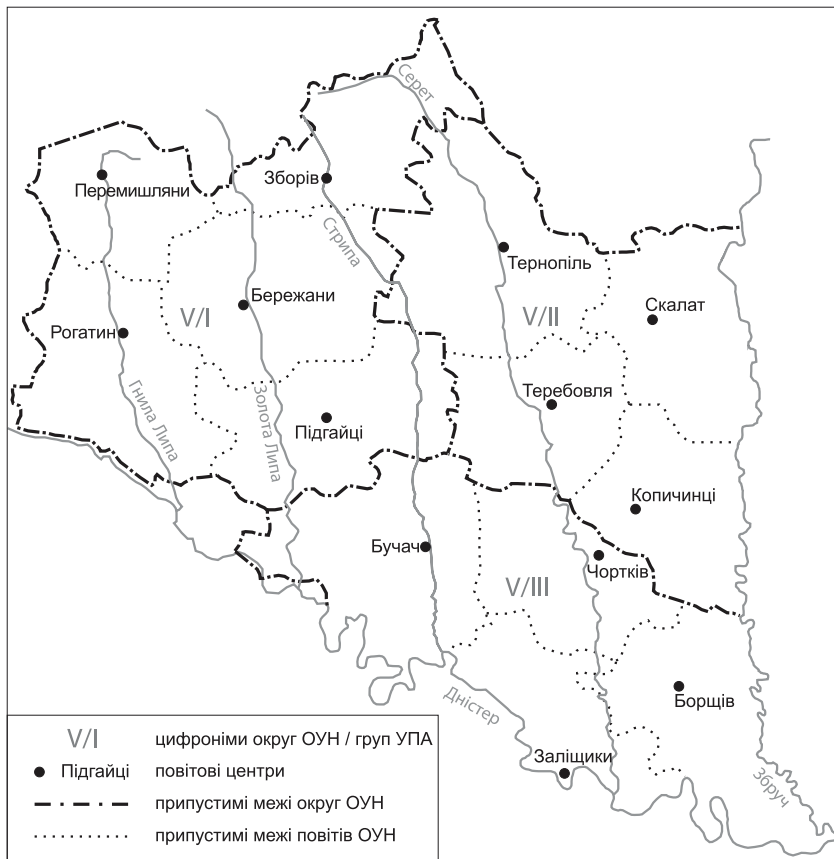 Серет
Перемишляни
Зборів
Стрипа
Тернопіль
Бережани
V/I
V/II
Скалат
Рогатин
Гнила Липа
Золота Липа
Теребовля
Підгайці
Копичинці
Бучач
Чортків
V/III
Дністер
Борщів
Заліщики
Збруч
V/I цифроніми округ ОУН / груп УПА
Підгайці повітові центри
припустимі межі округ ОУН
припустимі межі повітів ОУН